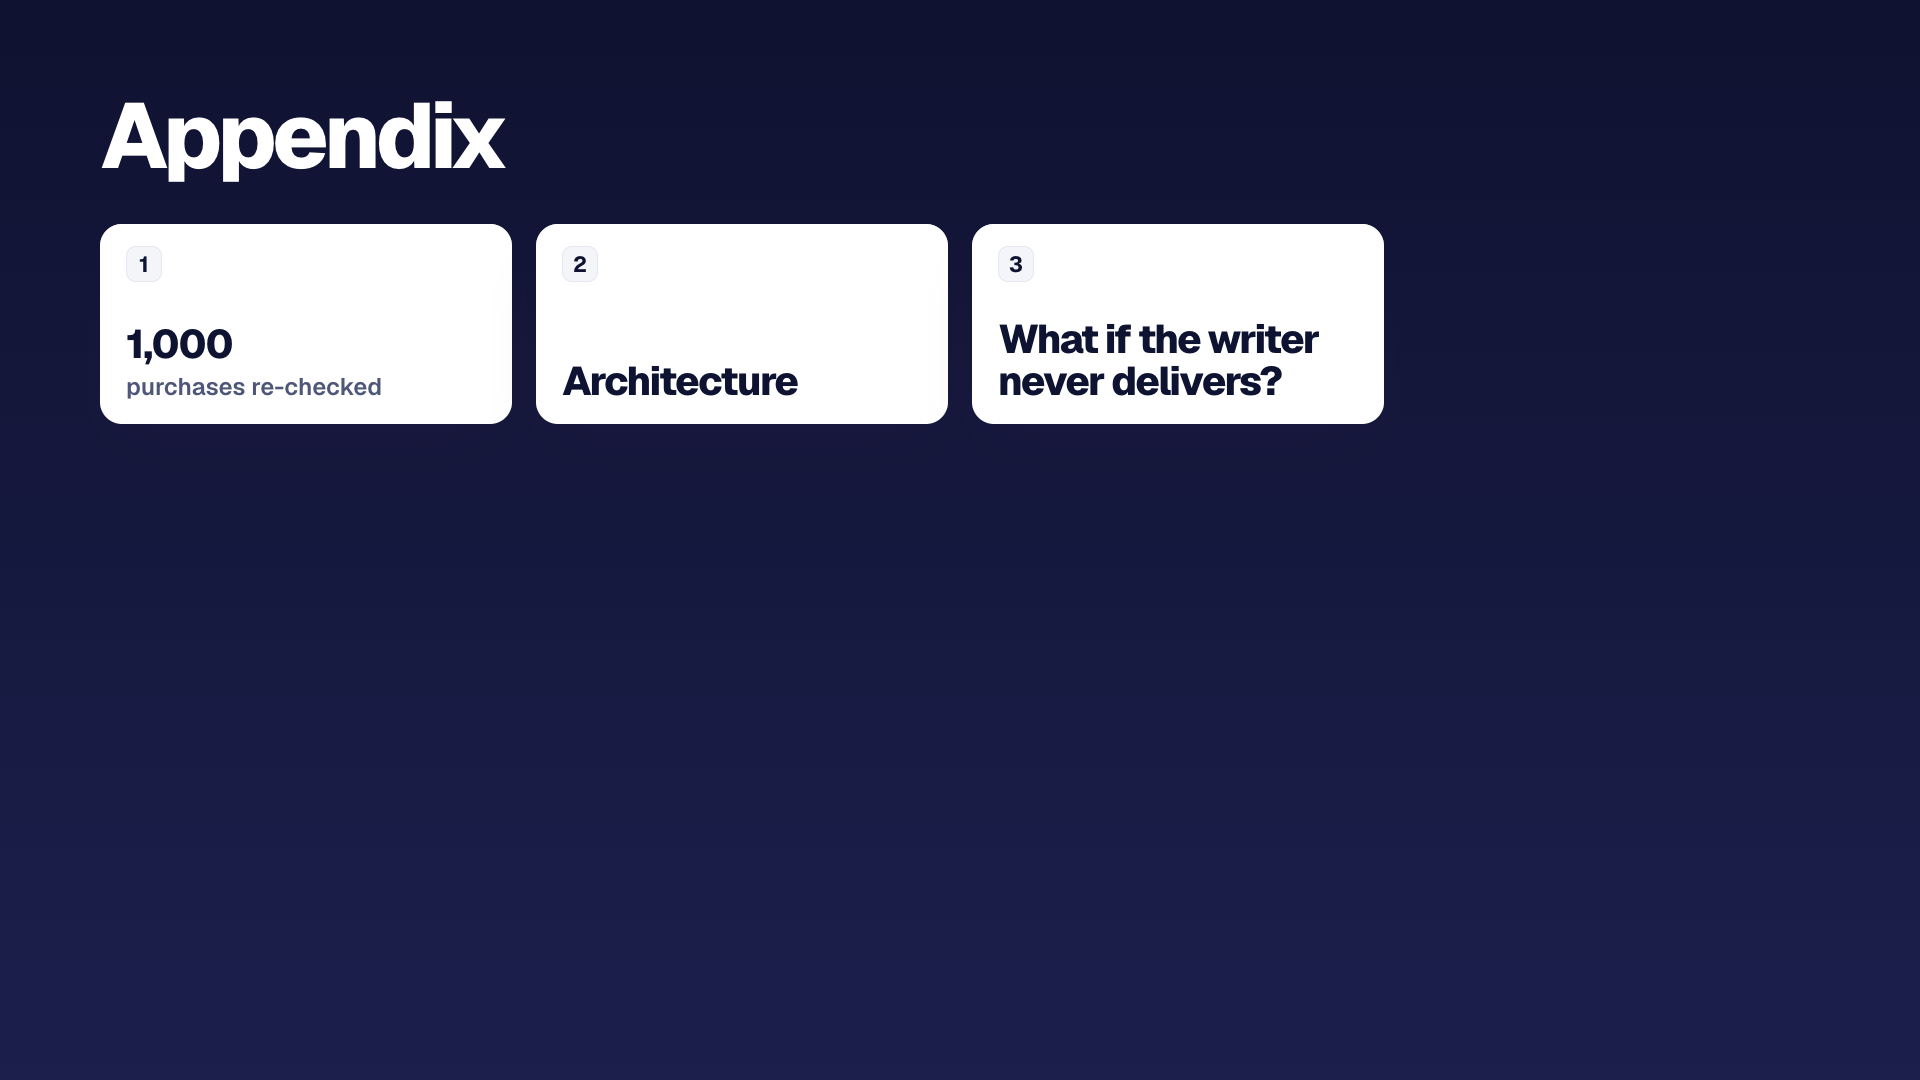 Appendix
1
1,000
purchases re-checked
2
Architecture
3
What if the writer
never delivers?